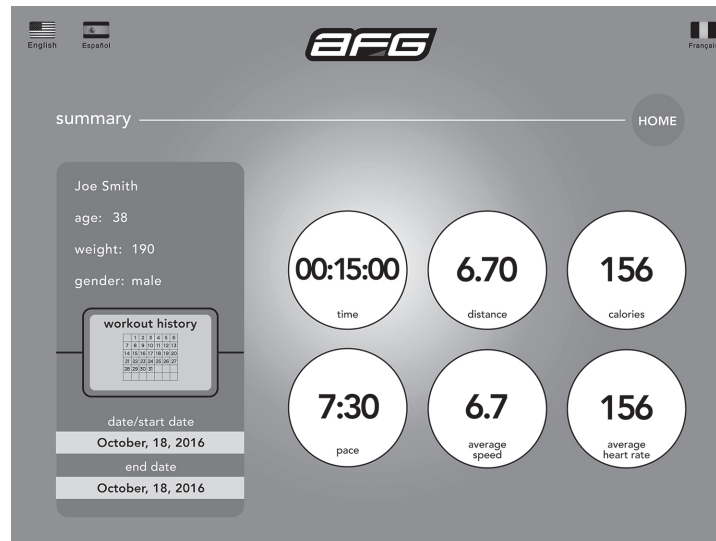 English
Español
AFG
Français
summary
HOME
Joe Smith
age: 38
weight: 190
gender: male
workout history
1 2 3 4 5 6
7 8 9 10 11 12 13
14 15 16 17 18 19 20
21 22 23 24 25 26 27
28 29 30 31
date/start date
October, 18, 2016
end date
October, 18, 2016
00:15:00
time
6.70
distance
156
calories
7:30
pace
6.7
average
speed
156
average
heart rate